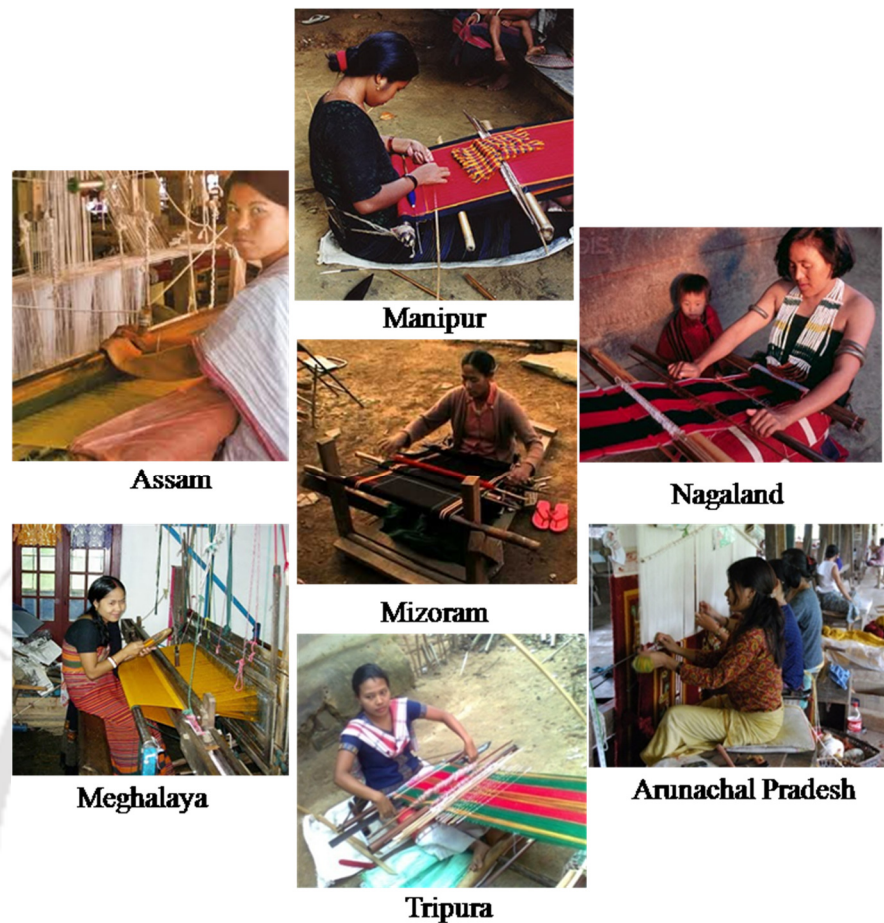 Manipur
Assam
Nagaland
Mizoram
Meghalaya
Arunachal Pradesh
Tripura